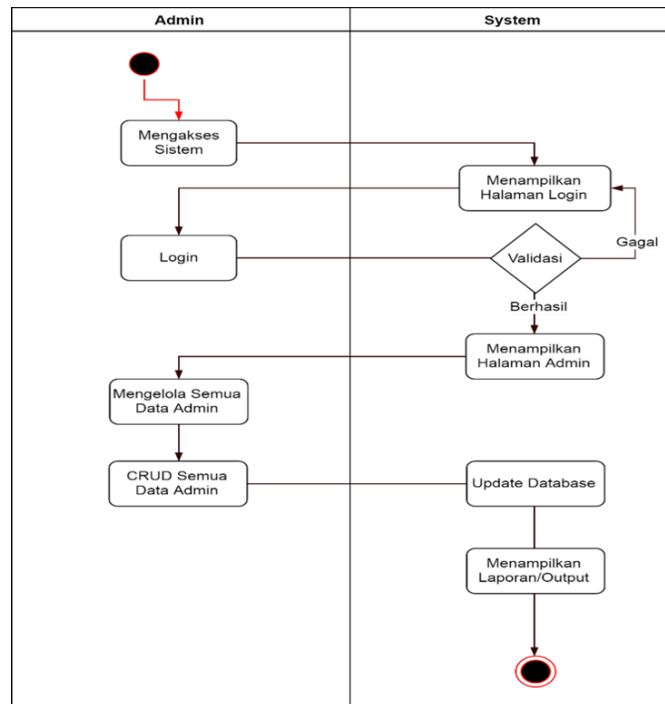 Admin
System
Mengakses
Sistem
Menampilkan
Halaman Login
Gagal
Login
Validasi
Berhasil
Menampilkan
Halaman Admin
Mengelola Semua
Data Admin
CRUD Semua
Data Admin
Update Database
Menampilkan
Laporan/Output